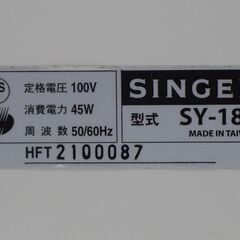 S
定格電圧 100V
消費電力 45W
周波数 50/60Hz
SINGE
型式 SY-18
MADE IN TAI
HFT 2100087